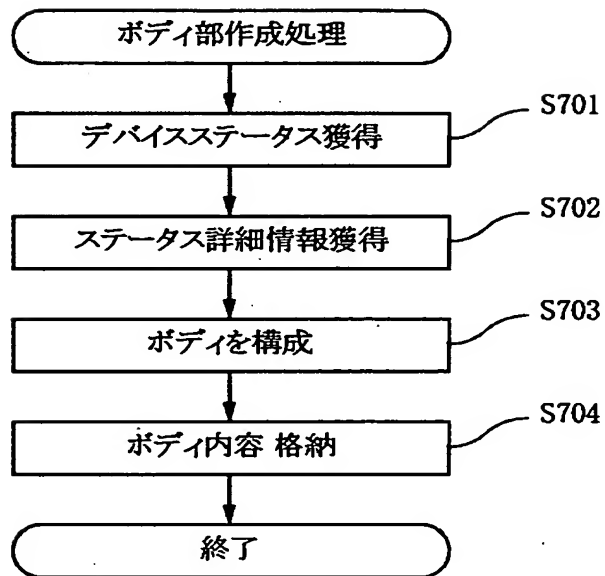 ボディ部作成処理
S701
デバイスステータス獲得
S702
ステータス詳細情報獲得
S703
ボディを構成
S704
ボディ内容 格納
終了